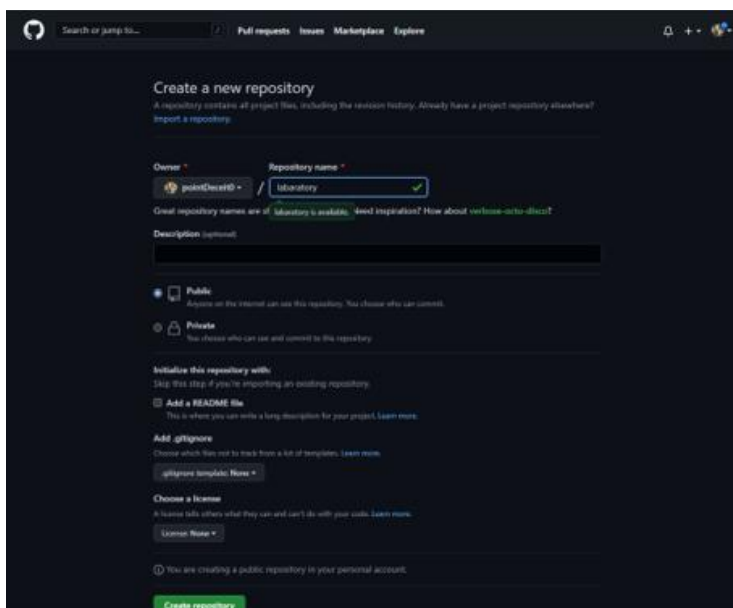 Search or jump to...
/
Pull requests Issues Marketplace Explore
Create a new repository
A repository contains all project files, including the revision history. Already have a project repository elsewhere?
Import a repository.
Owner * Repository name *
/ labaratory
Great repository names are labaratory is available. Need inspiration? How about verbose-octo-disco?
Description (optional)
Public
Anyone on the internet can see this repository. You choose who can commit.
Private
You choose who can see and commit to this repository.
Initialize this repository with:
Skip this step if you're importing an existing repository.
Add a README file
This is where you can write a long description for your project. Learn more.
Add .gitignore
Choose which files not to track from a list of templates. Learn more.
.gitignore template: None
Choose a license
A license tells others what they can and can't do with your code. Learn more.
License: None
You are creating a public repository in your personal account.
Create repository